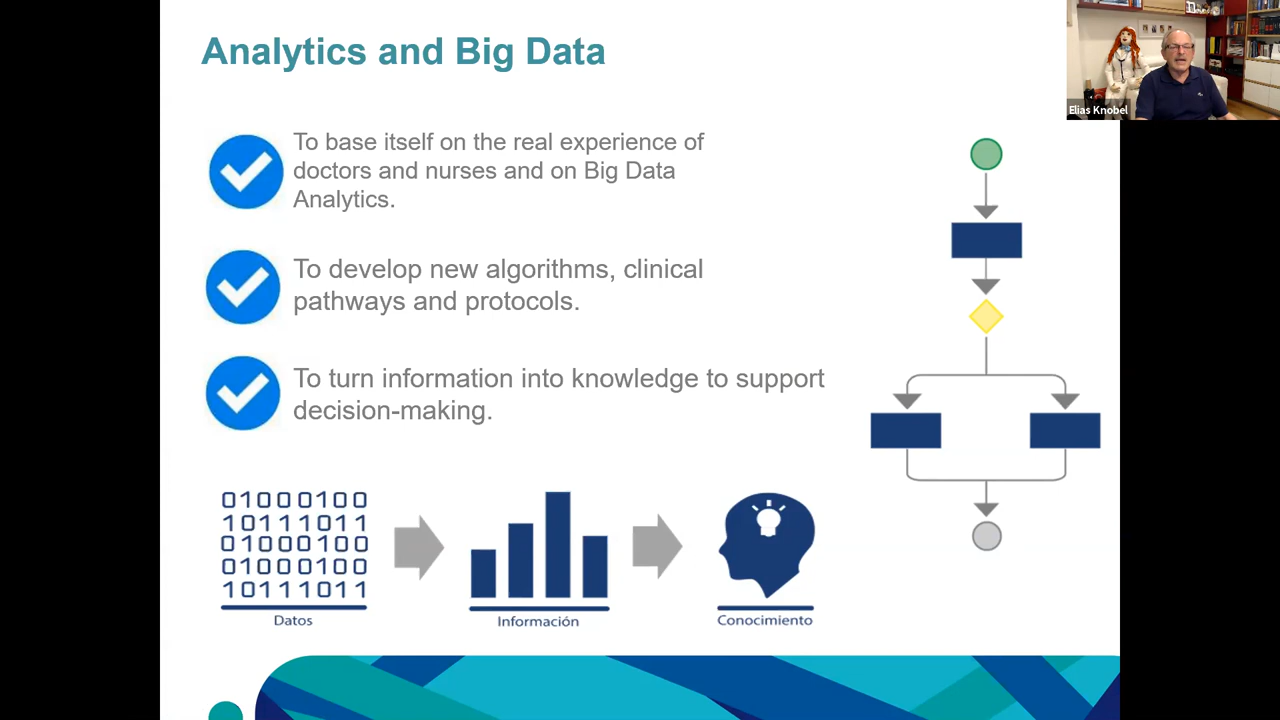 Analytics and Big Data
Elias Knobel
To base itself on the real experience of
doctors and nurses and on Big Data
Analytics.
To develop new algorithms, clinical
pathways and protocols.
To turn information into knowledge to support
decision-making.
01000100
10111011
01000100
01000100
10111011
Datos
Información
Conocimiento